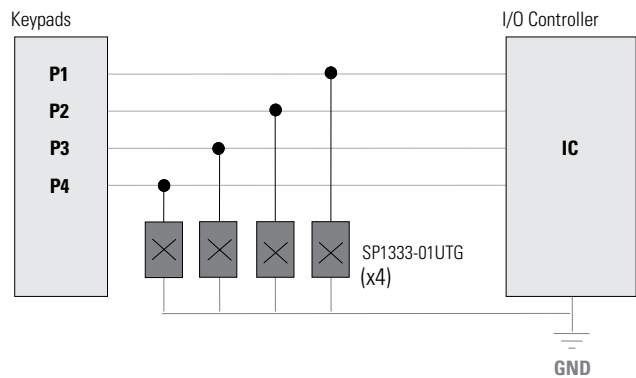 Keypads
I/O Controller
P1
P2
P3
P4
IC
SP1333-01UTG
(x4)
GND